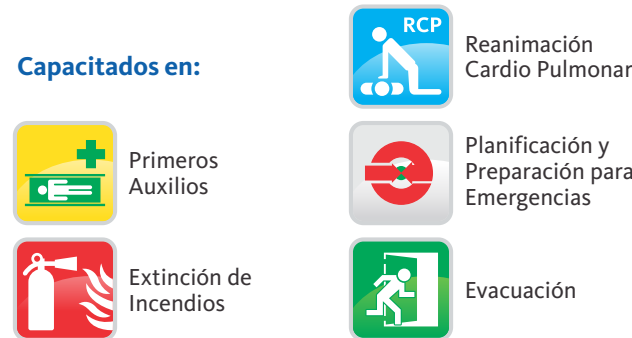 Capacitados en:
Primeros
Auxilios
Extinción de
Incendios
RCP
Reanimación
Cardio Pulmonar
Planificación y
Preparación para
Emergencias
Evacuación